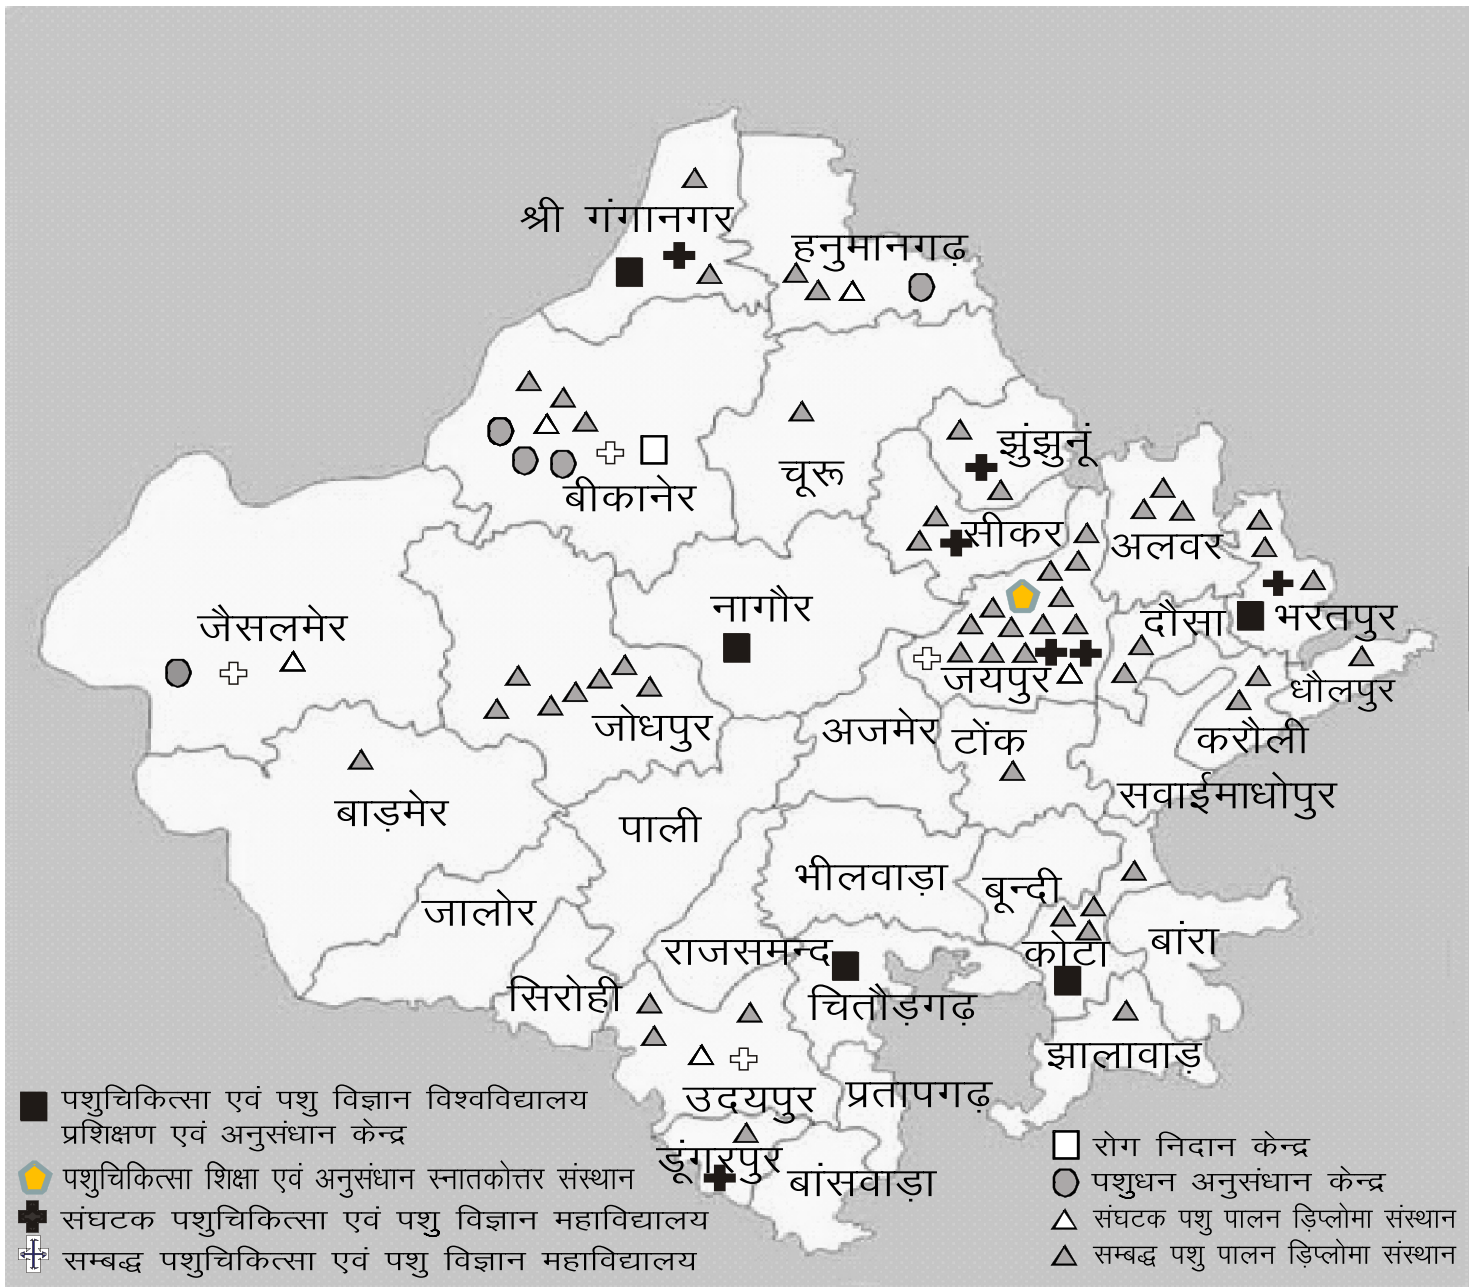 श्री गंगानगर
हनुमानगढ़
झुंझुनूं
चूरू
बीकानेर
सीकर
अलवर
नागौर
जैसलमेर
दौसा
भरतपुर
जयपुर
धौलपुर
जोधपुर
अजमेर
टोंक
करौली
सवाईमाधोपुर
बाड़मेर
पाली
भीलवाड़ा
बून्दी
जालोर
राजसमन्द
कोटा
बांरा
सिरोही
चितौड़गढ़
झालावाड़
उदयपुर
प्रतापगढ़
डूंगरपुर
बांसवाड़ा
पशुचिकित्सा एवं पशु विज्ञान विश्वविद्यालय
प्रशिक्षण एवं अनुसंधान केन्द्र
पशुचिकित्सा शिक्षा एवं अनुसंधान स्नातकोत्तर संस्थान
संघटक पशुचिकित्सा एवं पशु विज्ञान महाविद्यालय
सम्बद्ध पशुचिकित्सा एवं पशु विज्ञान महाविद्यालय
रोग निदान केन्द्र
पशुधन अनुसंधान केन्द्र
संघटक पशु पालन ड़िप्लोमा संस्थान
सम्बद्ध पशु पालन ड़िप्लोमा संस्थान